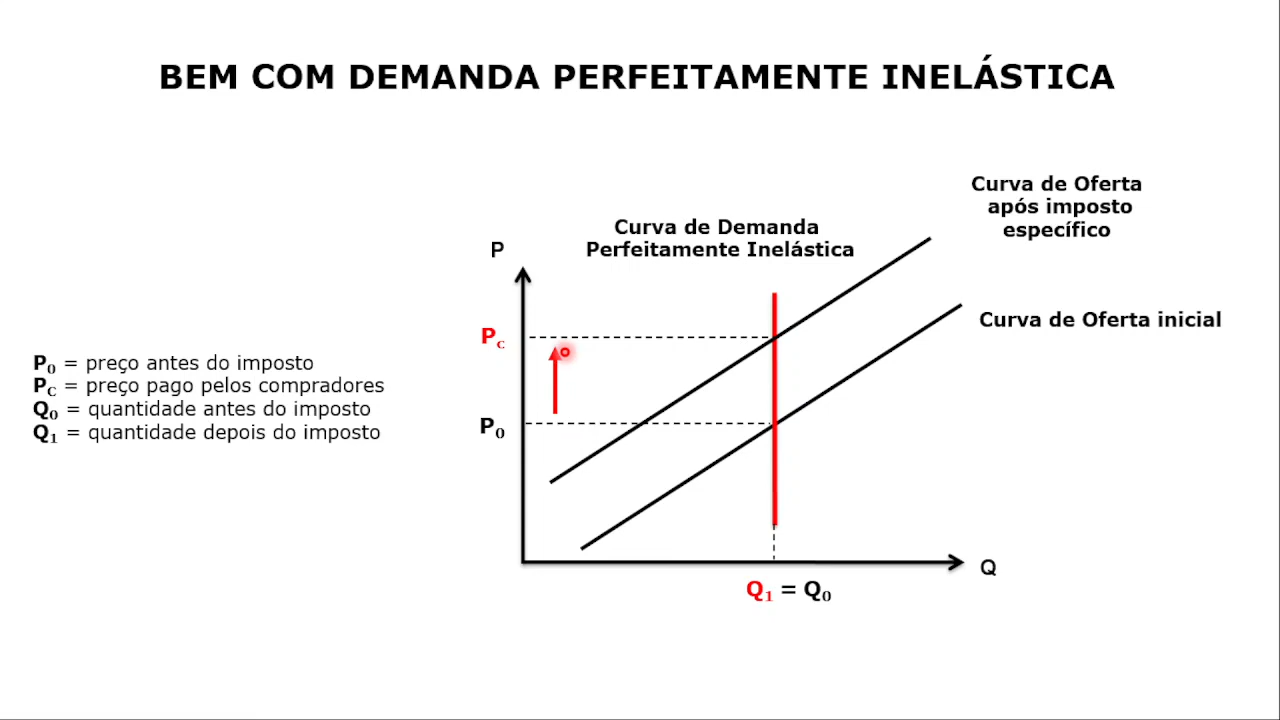 BEM COM DEMANDA PERFEITAMENTE INELÁSTICA
Curva de Oferta
após imposto
específico
Curva de Demanda
Perfeitamente Inelástica
P
Curva de Oferta inicial
Pc
P0 = preço antes do imposto
PC = preço pago pelos compradores
Q0 = quantidade antes do imposto
Q1 = quantidade depois do imposto
P0
Q
Q1 = Q0